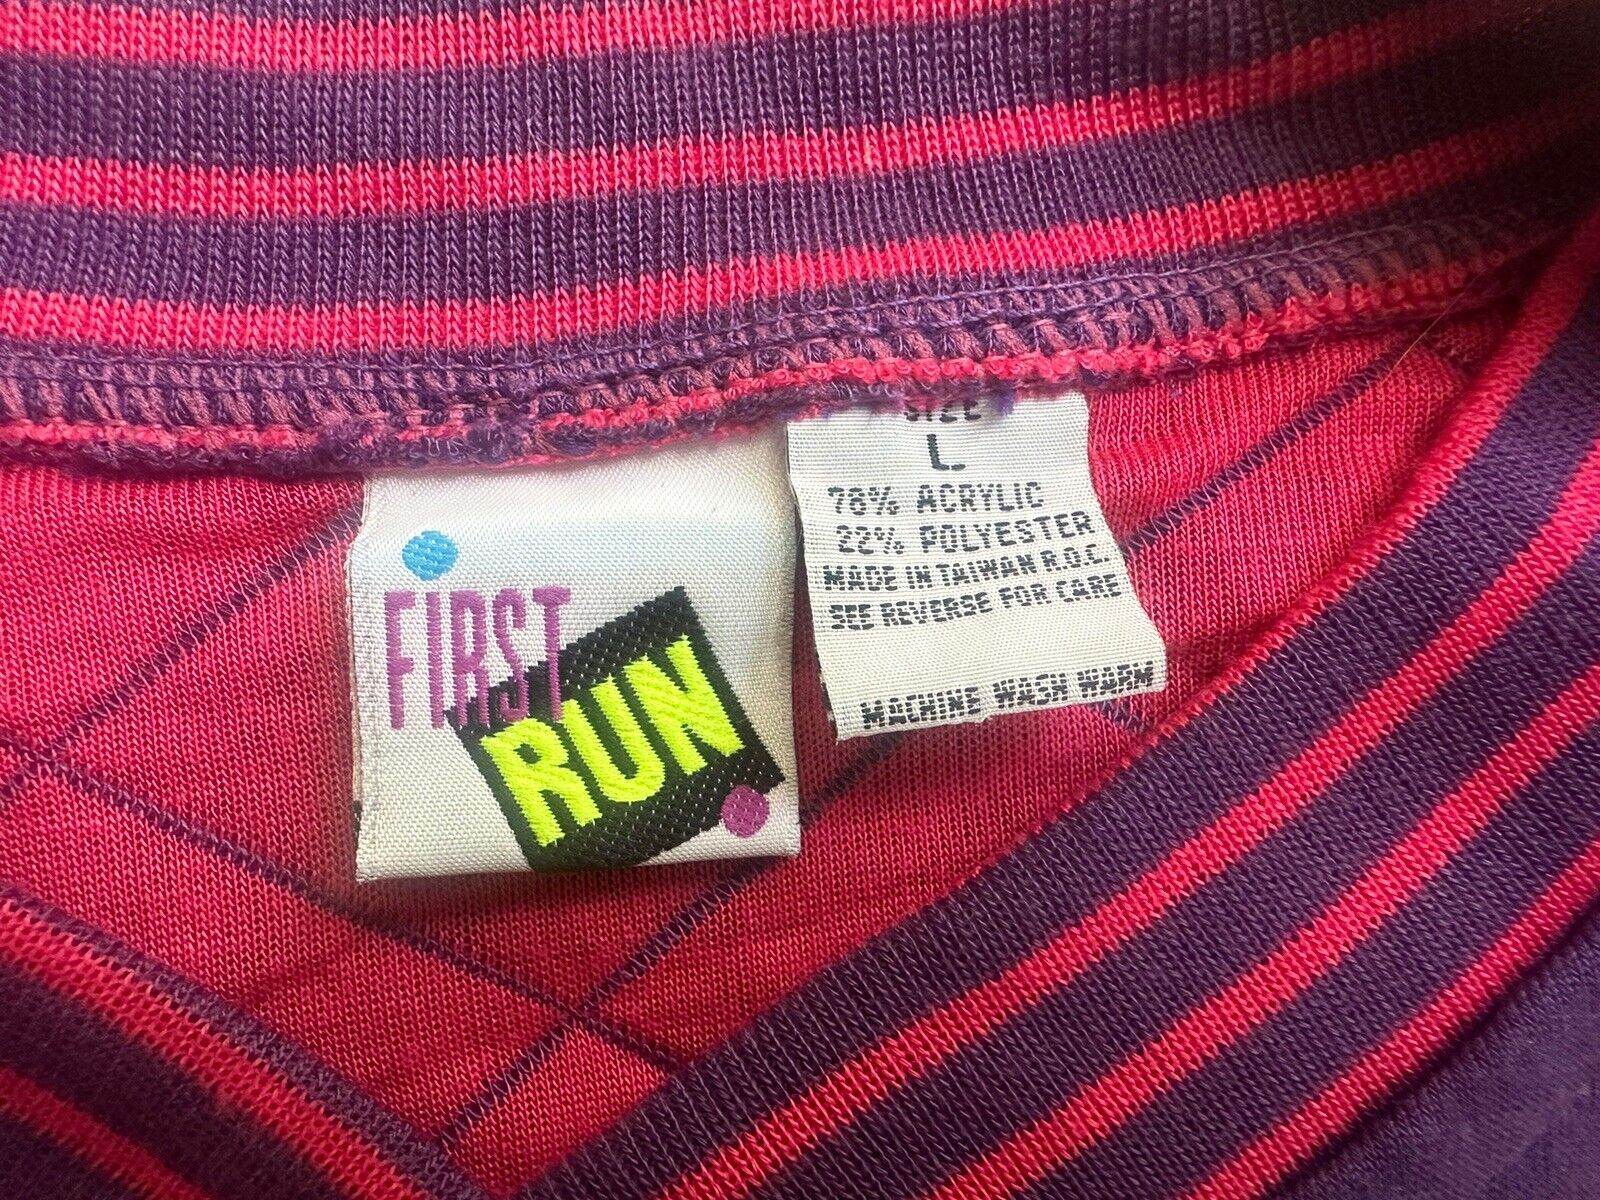 FIRST
RUN
SIZE
L
78% ACRYLIC
22% POLYESTER
MADE IN TAIWAN R.O.C.
SEE REVERSE FOR CARE
MACHINE WASH WARM